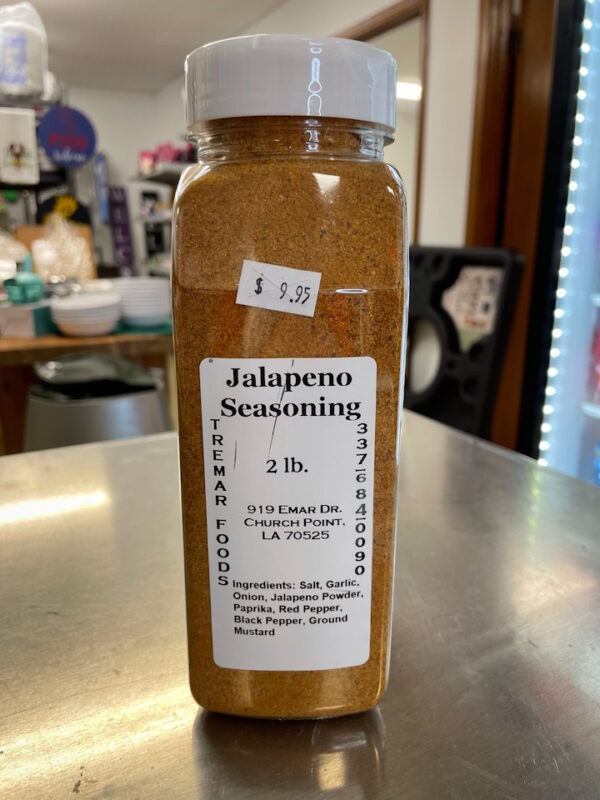 $ 9.95
Jalapeno
Seasoning
2 lb.
TREMAR FOODS
337-684-0090
919 Emar Dr.
Church Point,
LA 70525
Ingredients: Salt, Garlic,
Onion, Jalapeno Powder,
Paprika, Red Pepper,
Black Pepper, Ground
Mustard